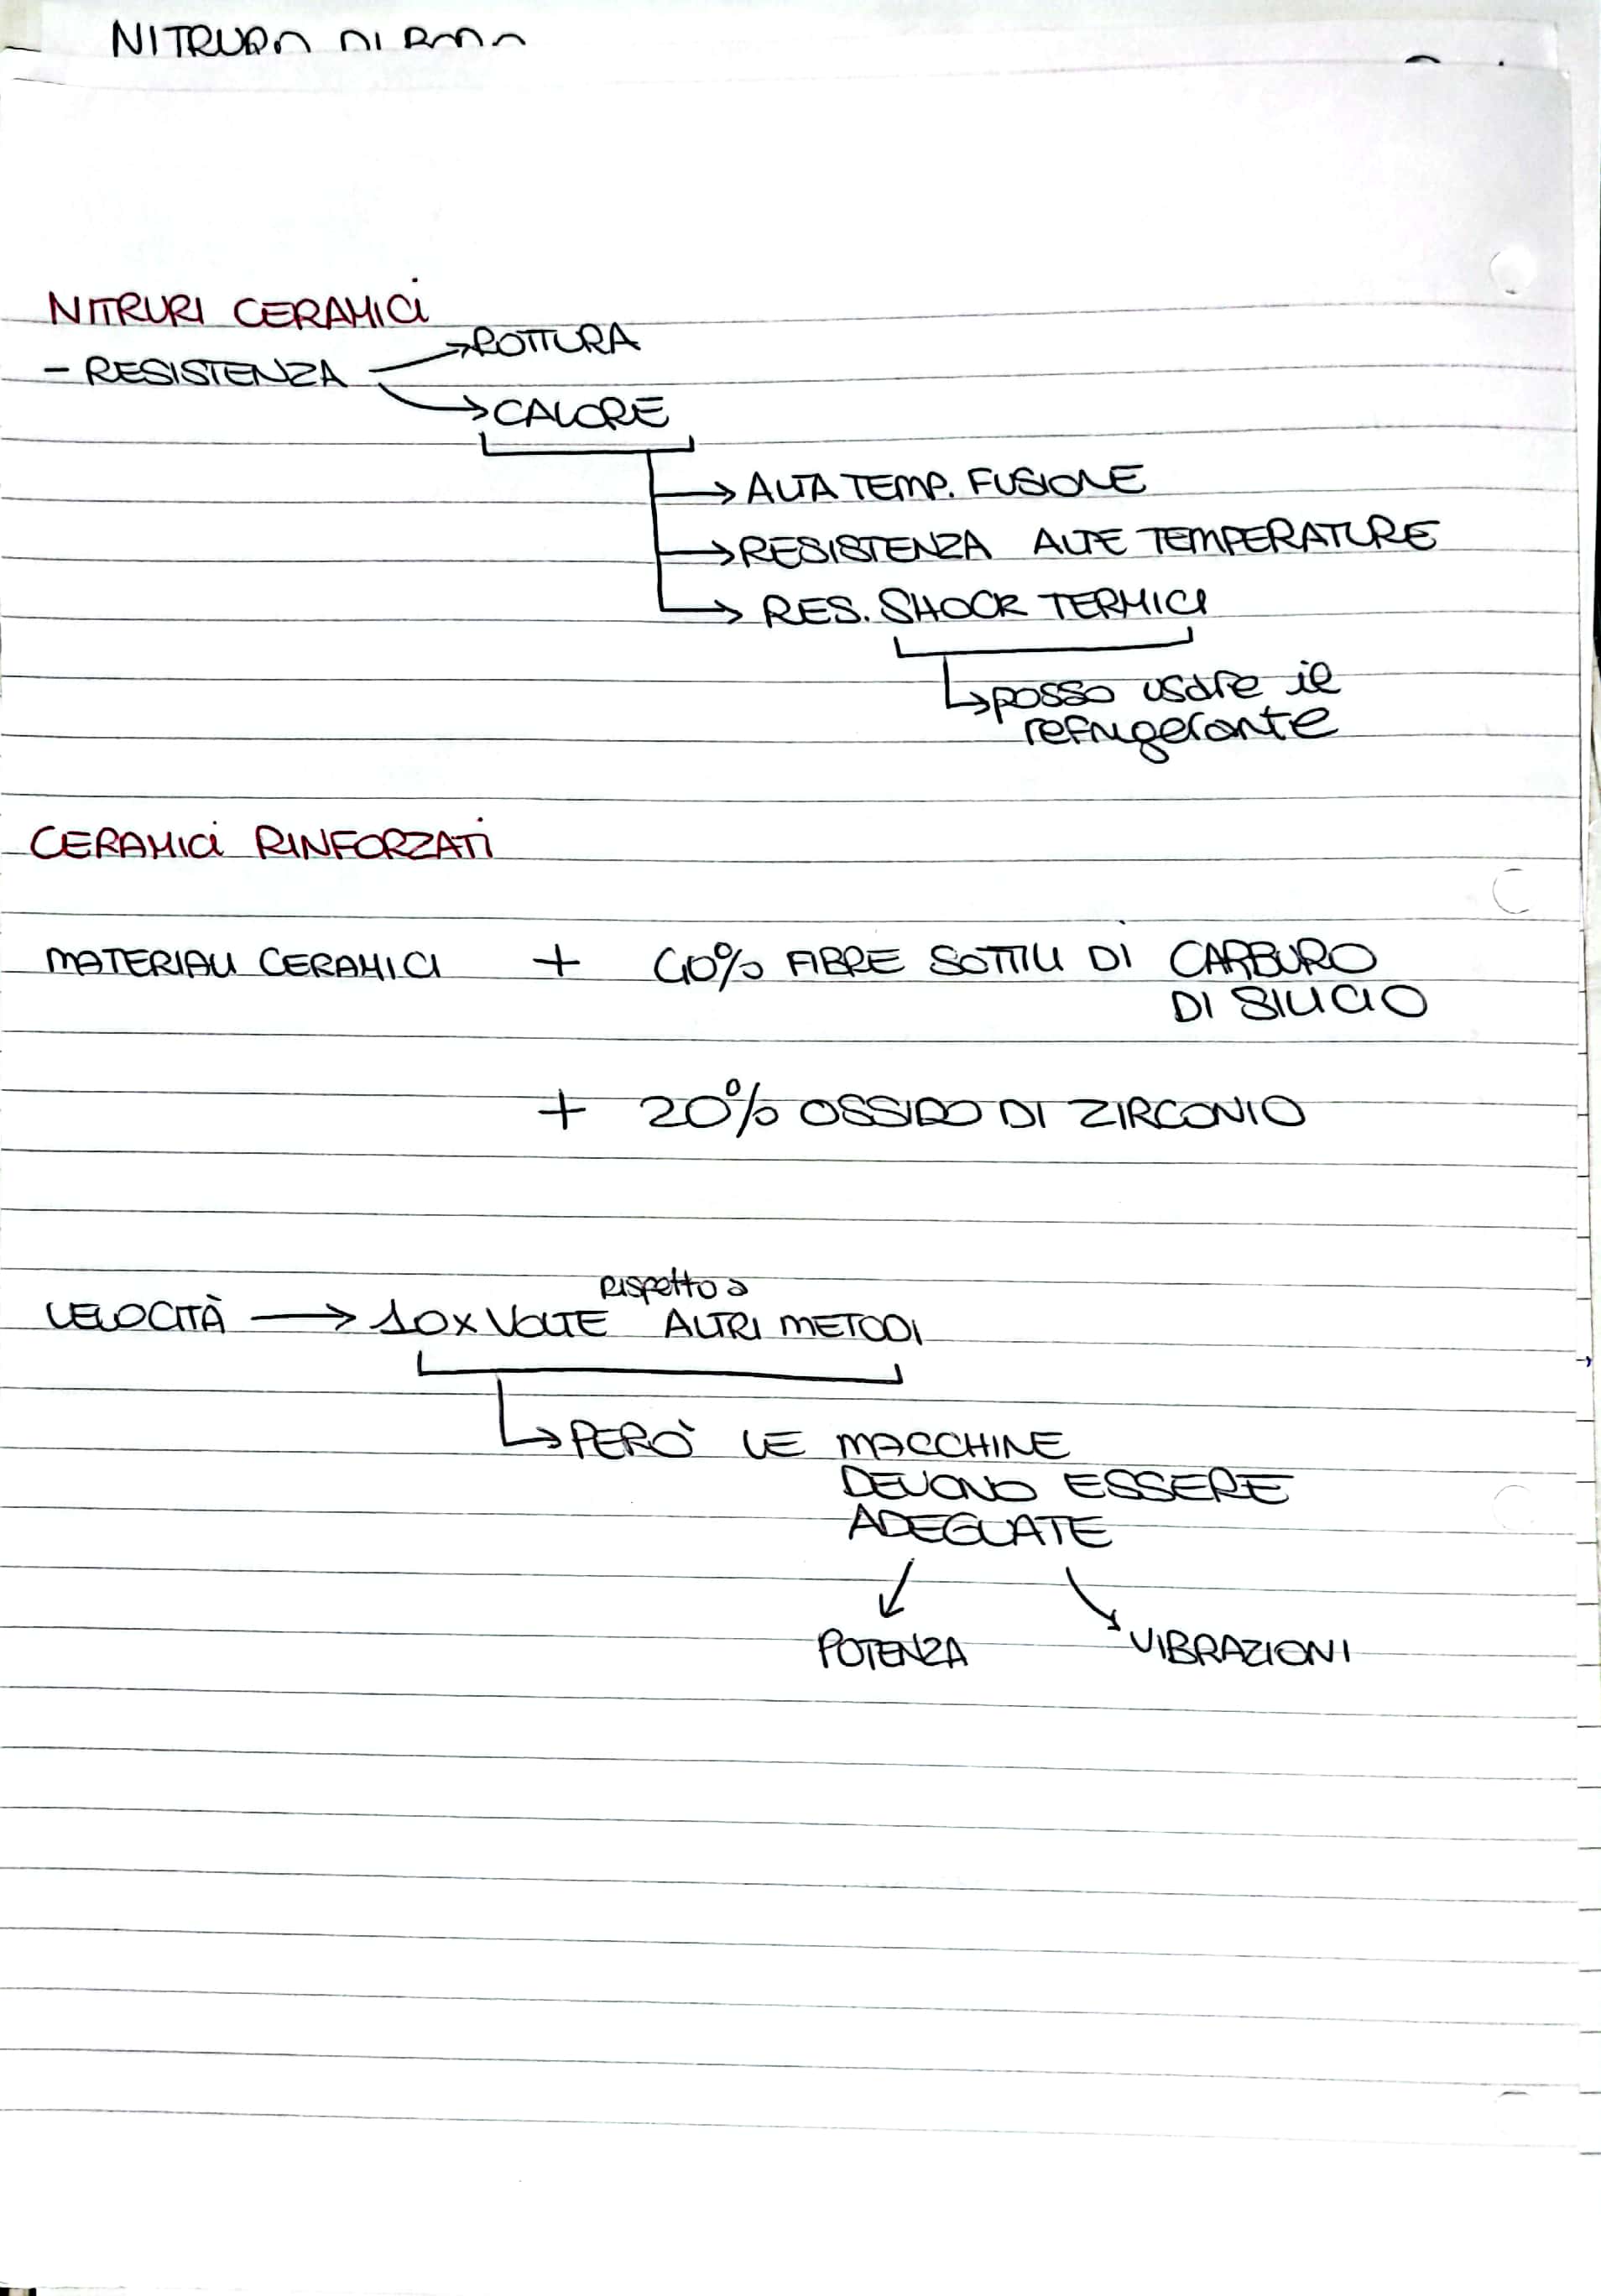 NITRURO DI
NITRURI CERAMICI
- RESISTENZA → ROTTURA
→ CALORE
→ ALTA TEMP. FUSIONE
→ RESISTENZA ALTE TEMPERATURE
→ RES. SHOCK TERMICI
→ posso usare il
refrigerante
CERAMICI RINFORZATI
MATERIALI CERAMICI + 40% FIBRE SOTTILI DI CARBURO
DI SILICIO
+ 20% OSSIDO DI ZIRCONIO
rispetto a
VELOCITÀ → 10x VOLTE ALTRI METODI
→ PERÒ LE MACCHINE
DEVONO ESSERE
ADEGUATE
POTENZA
VIBRAZIONI